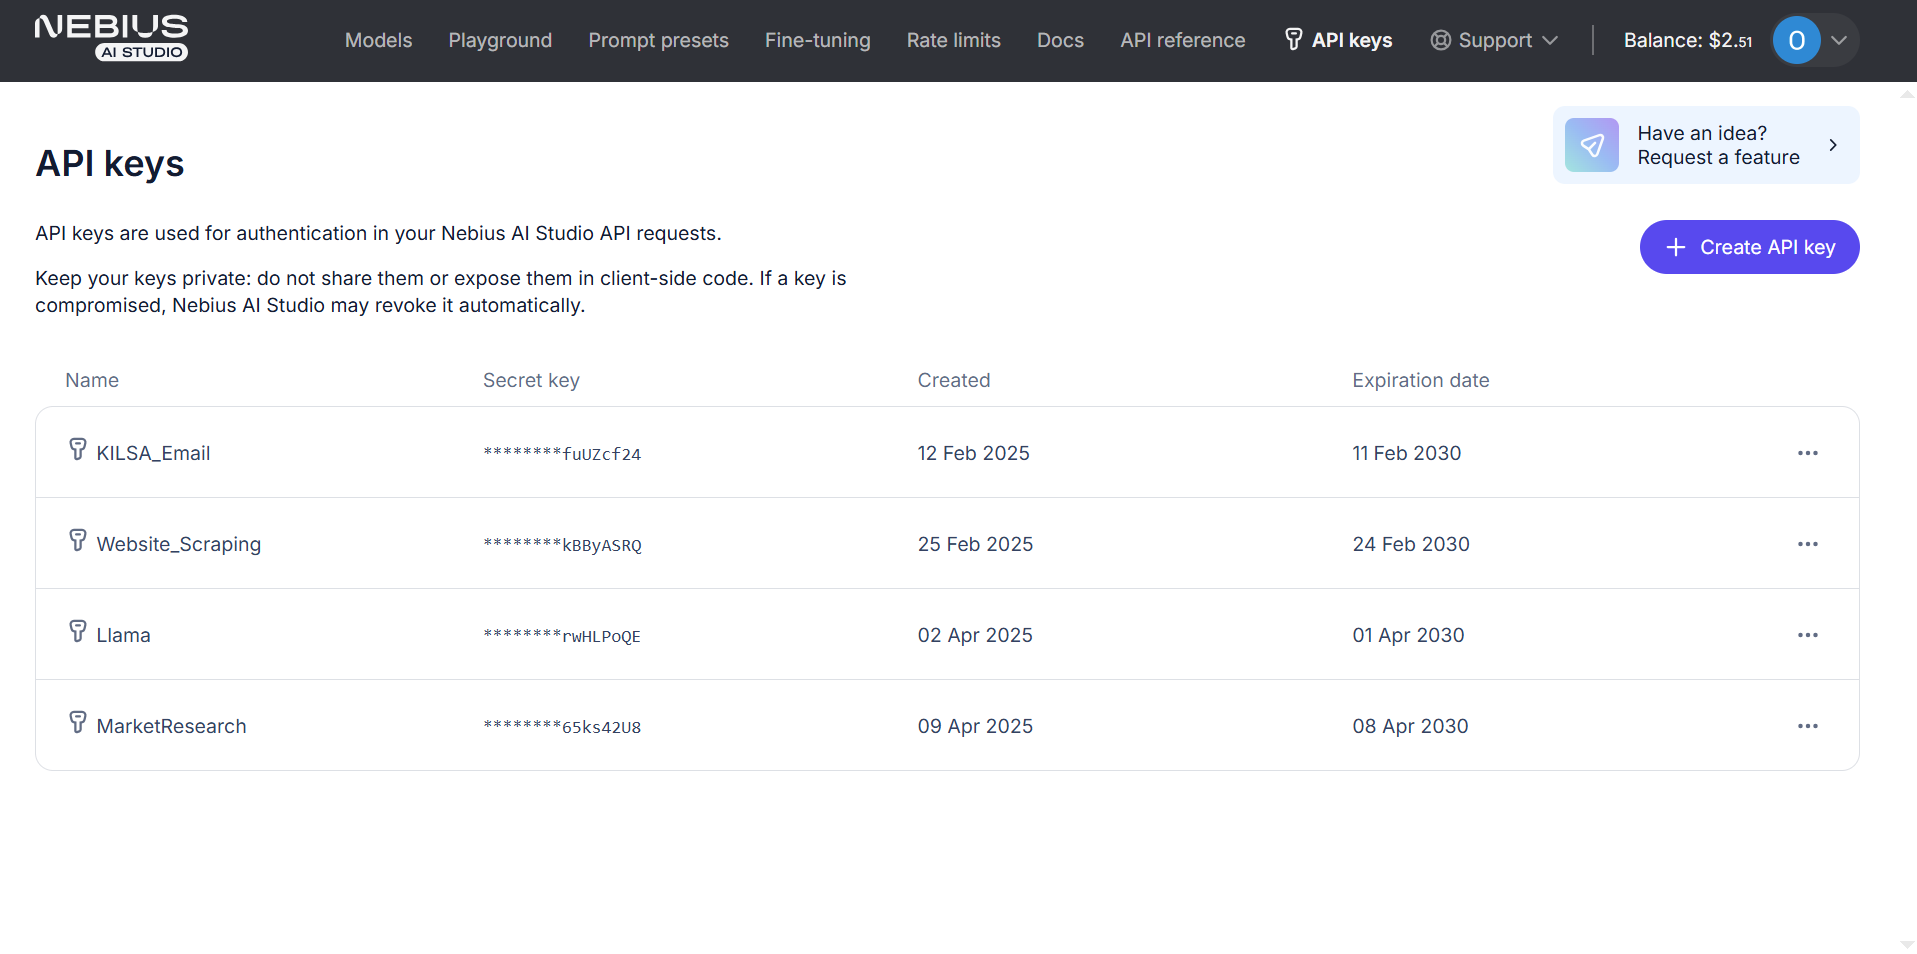 NEBIUS
AI STUDIO
Models Playground Prompt presets Fine-tuning Rate limits Docs API reference API keys Support Balance: $2.51 O
Have an idea?
Request a feature
API keys
API keys are used for authentication in your Nebius AI Studio API requests.
Create API key
Keep your keys private: do not share them or expose them in client-side code. If a key is
compromised, Nebius AI Studio may revoke it automatically.
Name Secret key Created Expiration date
KILSA_Email ********fuUZcf24 12 Feb 2025 11 Feb 2030
Website_Scraping ********kBByASRQ 25 Feb 2025 24 Feb 2030
Llama ********rwHLPoQE 02 Apr 2025 01 Apr 2030
MarketResearch ********65ks42U8 09 Apr 2025 08 Apr 2030